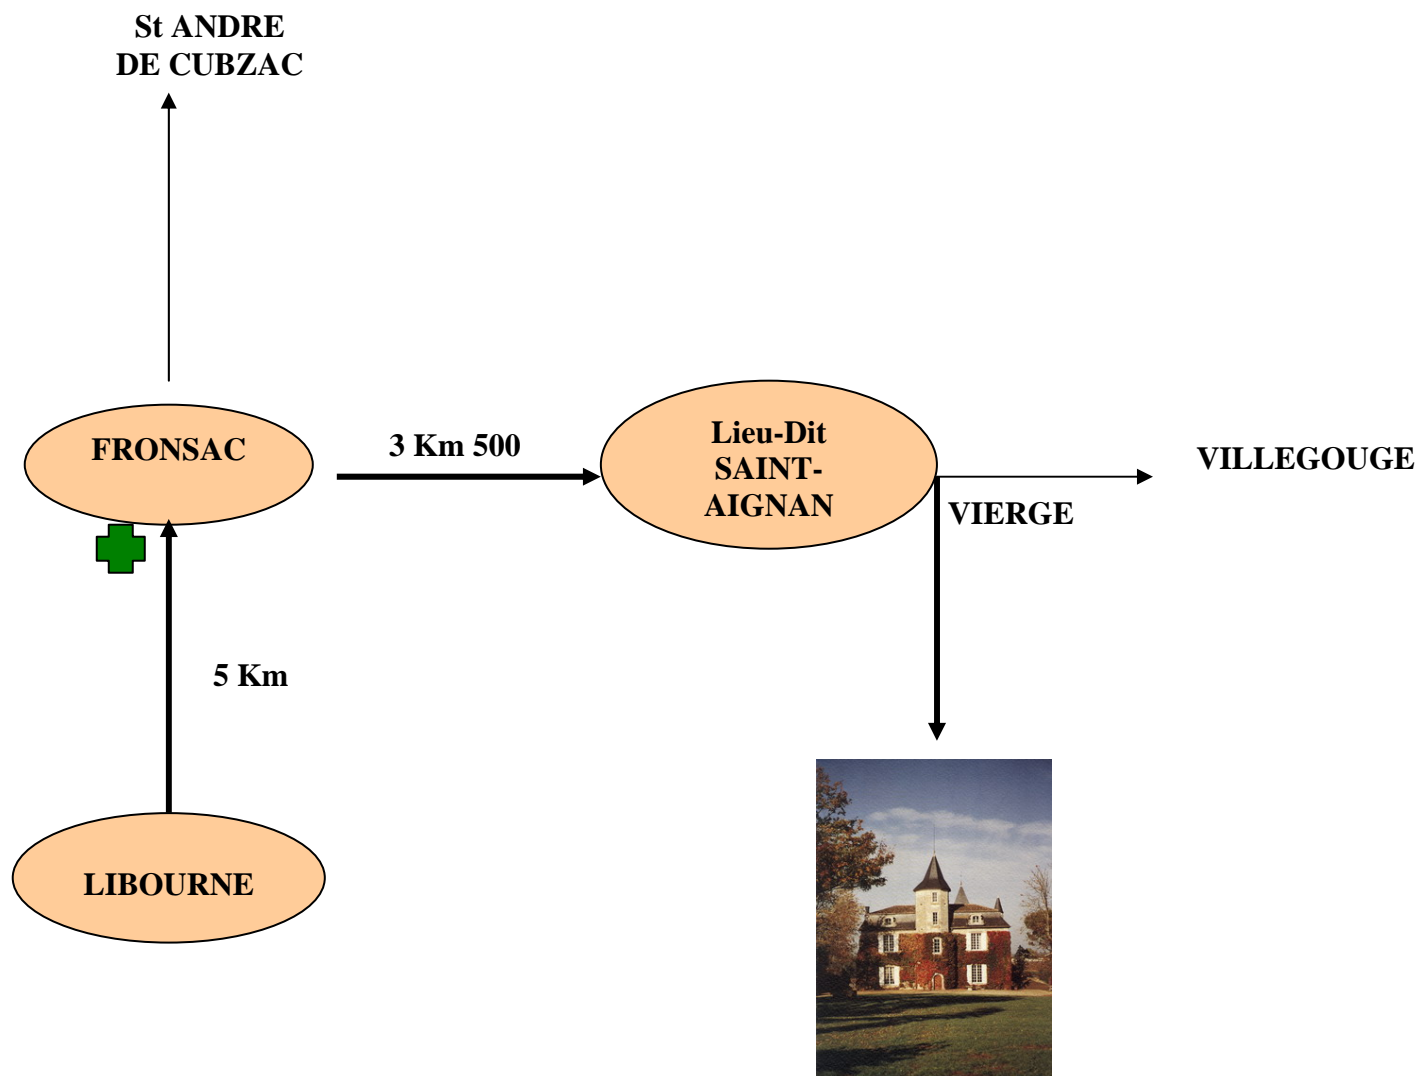 St ANDRE
DE CUBZAC
FRONSAC
3 Km 500
Lieu-Dit
SAINT-
AIGNAN
VILLEGOUGE
VIERGE
5 Km
LIBOURNE